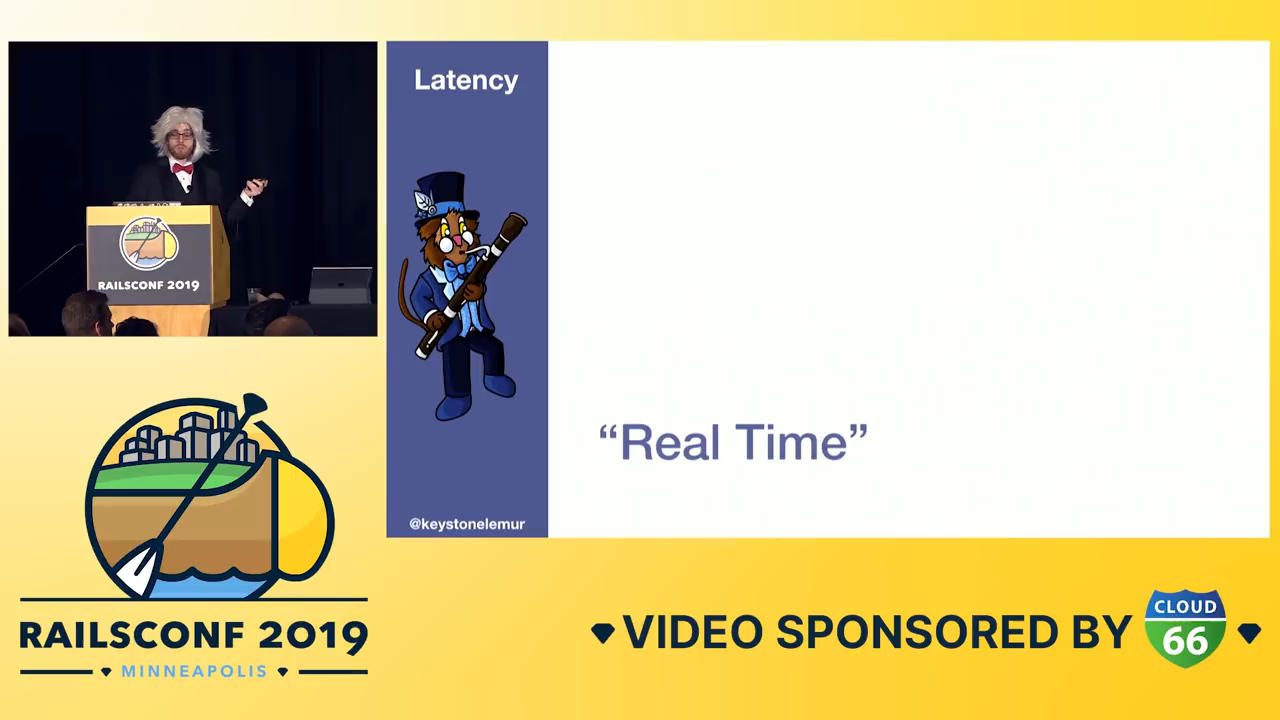 RAILSCONF 2019
Latency
@keystonelemur
“Real Time”
RAILSCONF 2019
MINNEAPOLIS
VIDEO SPONSORED BY
CLOUD
66